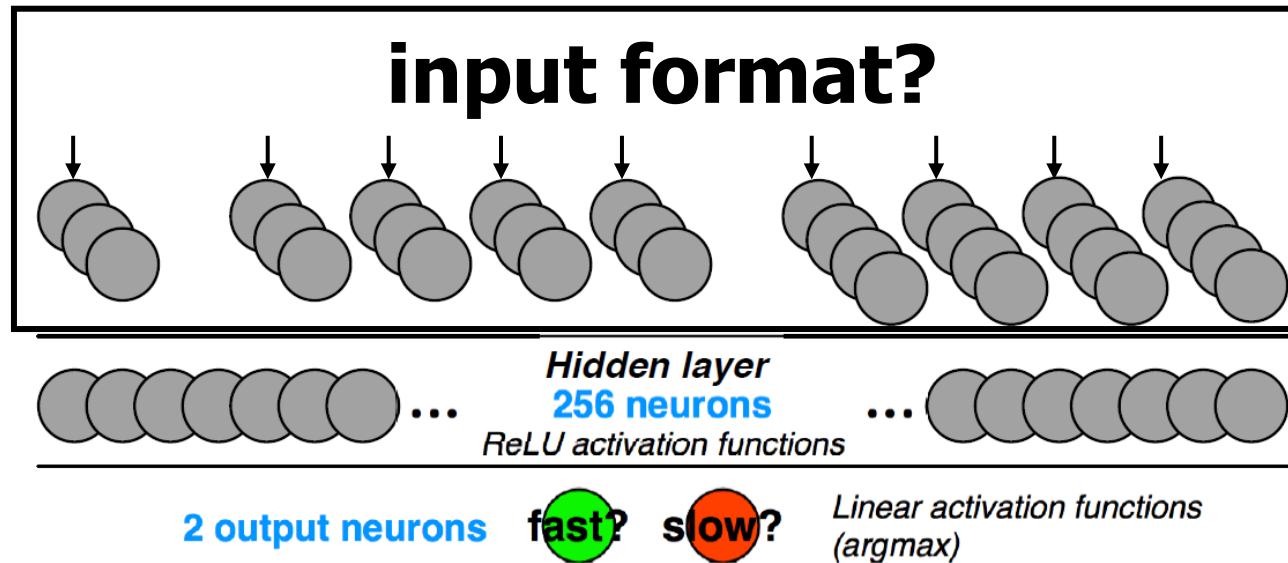 input format?
Hidden layer
... 256 neurons ...
ReLU activation functions
2 output neurons fast? slow? Linear activation functions
(argmax)